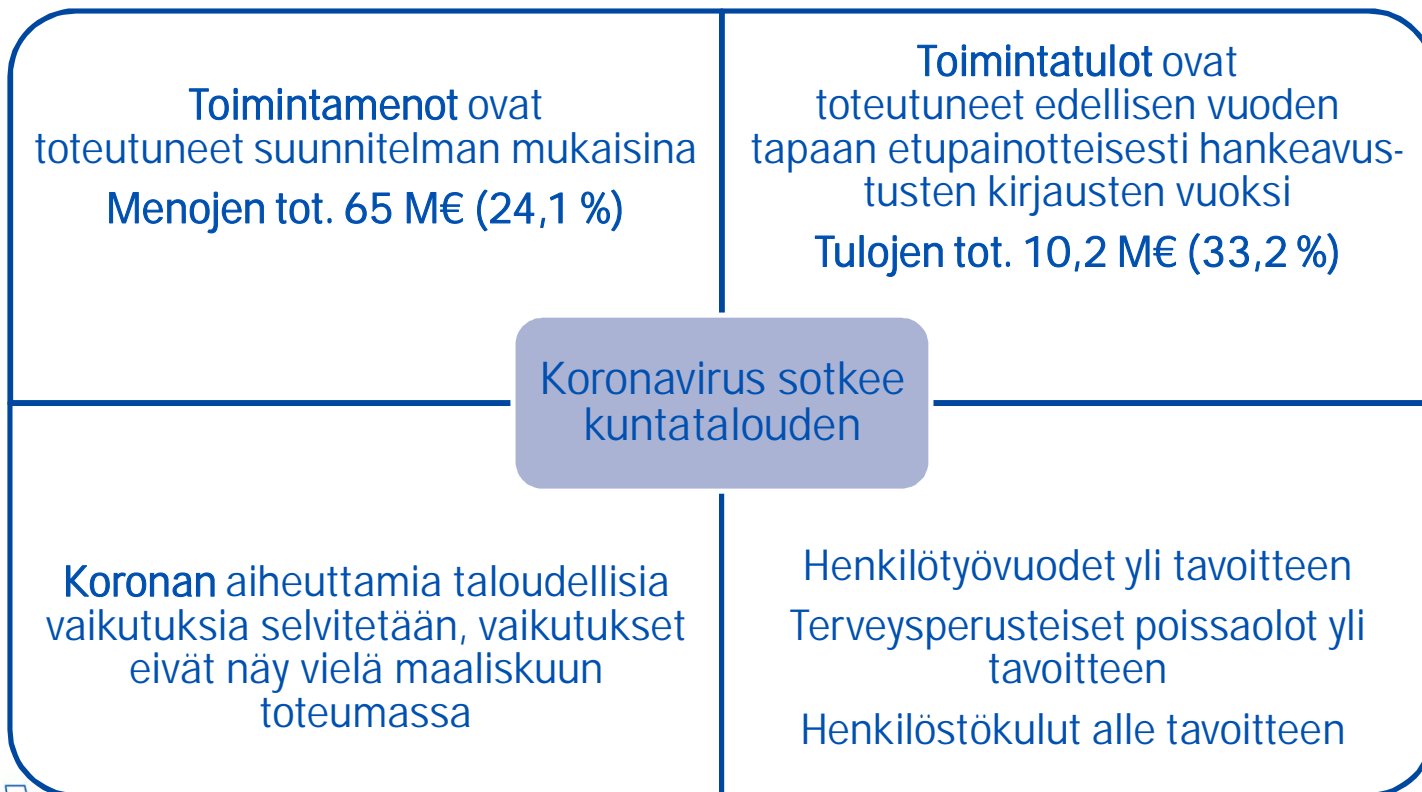 Toimintamenot ovat
toteutuneet suunnitelman mukaisina
Menojen tot. 65 M€ (24,1 %)
Toimintatulot ovat
toteutuneet edellisen vuoden
tapaan etupainotteisesti hankeavus-
tusten kirjausten vuoksi
Tulojen tot. 10,2 M€ (33,2 %)
Koronavirus sotkee
kuntatalouden
Koronan aiheuttamia taloudellisia
vaikutuksia selvitetään, vaikutukset
eivät näy vielä maaliskuun
toteumassa
Henkilötyövuodet yli tavoitteen
Terveysperusteiset poissaolot yli
tavoitteen
Henkilöstökulut alle tavoitteen